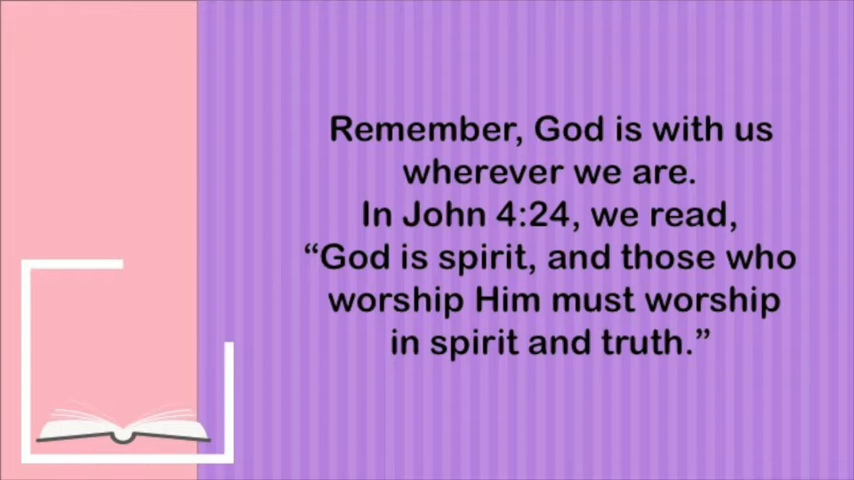 Remember, God is with us
wherever we are.
In John 4:24, we read,
“God is spirit, and those who
worship Him must worship
in spirit and truth.”